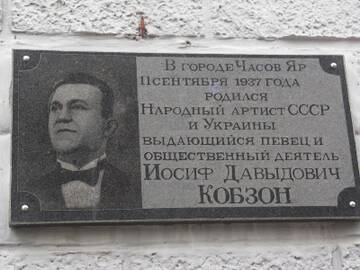 В городе Часов Яр
11 сентября 1937 года
родился
Народный артист СССР
и Украины
выдающийся певец и
общественный деятель
Иосиф Давыдович
КОБЗОН